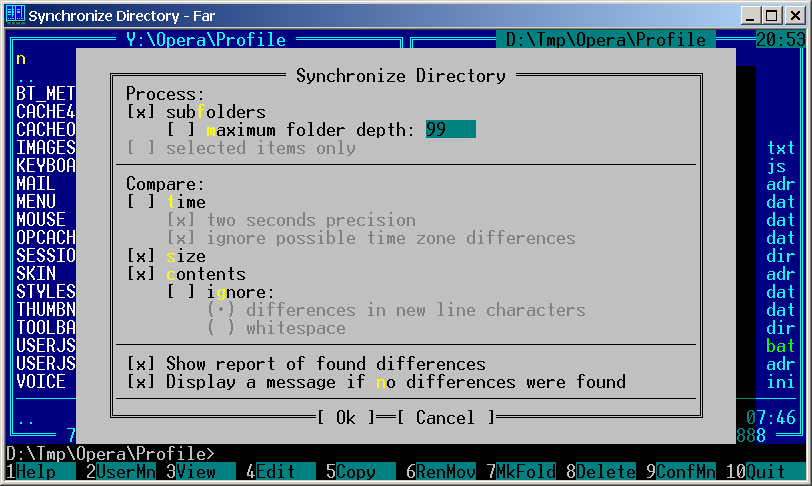 Synchronize Directory - Far
Y:\Opera\Profile D:\Tmp\Opera\Profile 20:53
n
..
BT_MET
CACHE4
CACHEO
IMAGES txt
KEYBOA js
MAIL adr
MENU dat
MOUSE dat
OPCACH dat
SESSIO dir
SKIN adr
STYLES dat
THUMBN dat
TOOLBA dir
USERJS bat
USERJS adr
VOICE ini
.. 07:46
7 888
Synchronize Directory
Process:
[x] subfolders
[ ] maximum folder depth: 99
[ ] selected items only
Compare:
[ ] time
[x] two seconds precision
[x] ignore possible time zone differences
[x] size
[x] contents
[ ] ignore:
(•) differences in new line characters
( ) whitespace
[x] Show report of found differences
[x] Display a message if no differences were found
[ Ok ] [ Cancel ]
D:\Tmp\Opera\Profile>
1Help 2UserMn 3View 4Edit 5Copy 6RenMov 7MkFold 8Delete 9ConfMn 10Quit